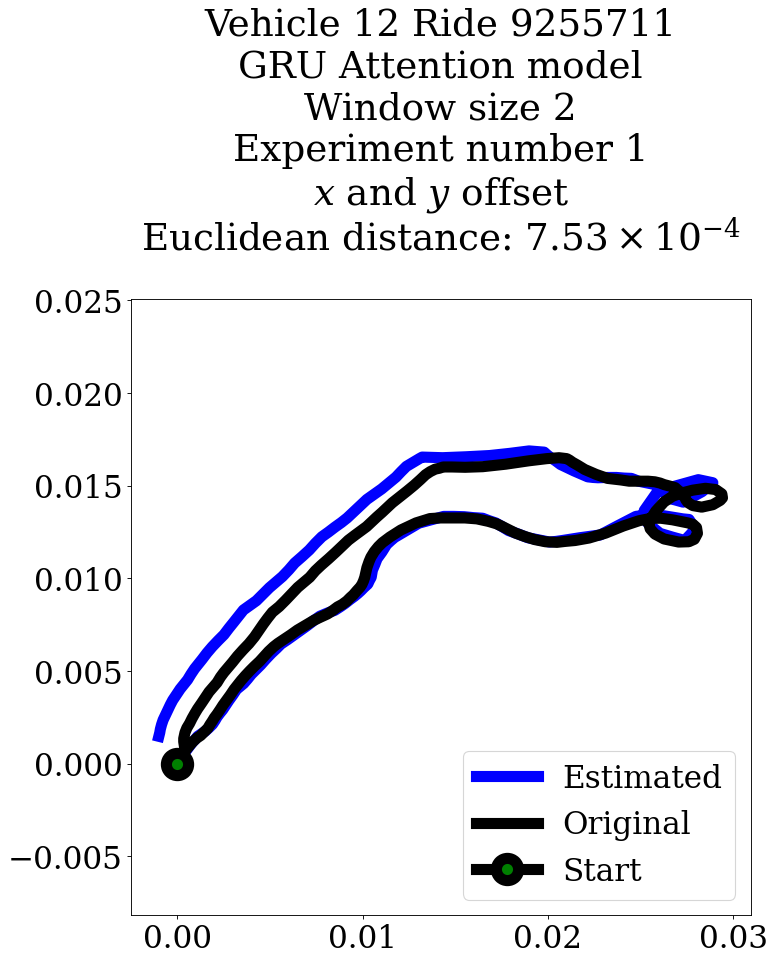 Vehicle 12 Ride 9255711
GRU Attention model
Window size 2
Experiment number 1
x and y offset
Euclidean distance: 7.53 × 10⁻⁴
0.025
0.020
0.015
0.010
0.005
0.000
−0.005
Estimated
Original
Start
0.00 0.01 0.02 0.03